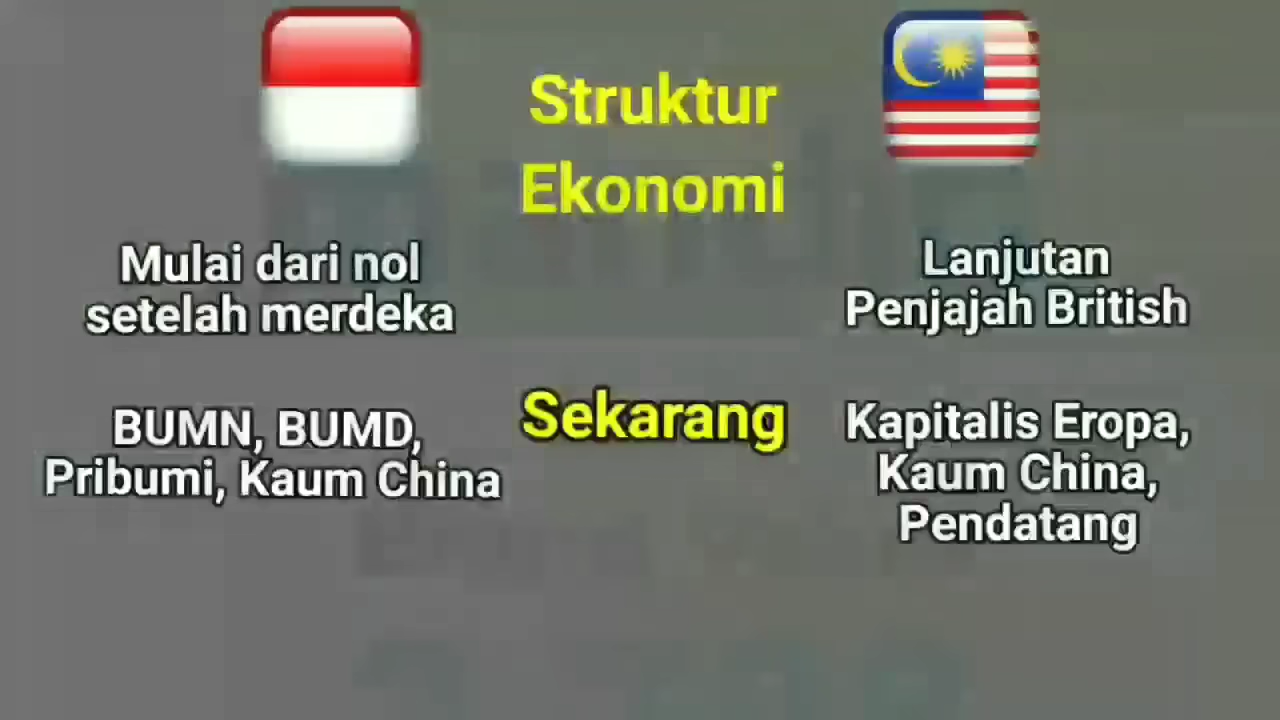 Struktur
Ekonomi
Mulai dari nol
setelah merdeka
Lanjutan
Penjajah British
Sekarang
BUMN, BUMD,
Pribumi, Kaum China
Kapitalis Eropa,
Kaum China,
Pendatang